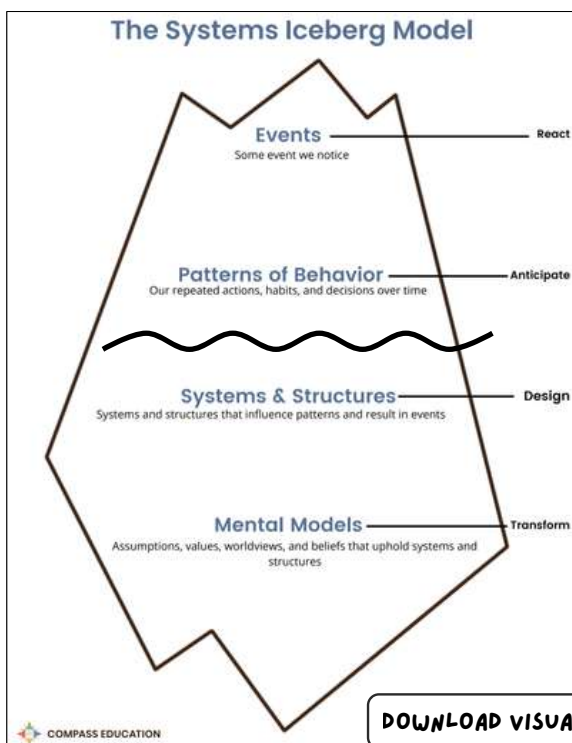 The Systems Iceberg Model
Events
React
Some event we notice
Patterns of Behavior
Anticipate
Our repeated actions, habits, and decisions over time
Systems & Structures
Design
Systems and structures that influence patterns and result in events
Mental Models
Transform
Assumptions, values, worldviews, and beliefs that uphold systems and
structures
COMPASS EDUCATION
DOWNLOAD VISUA